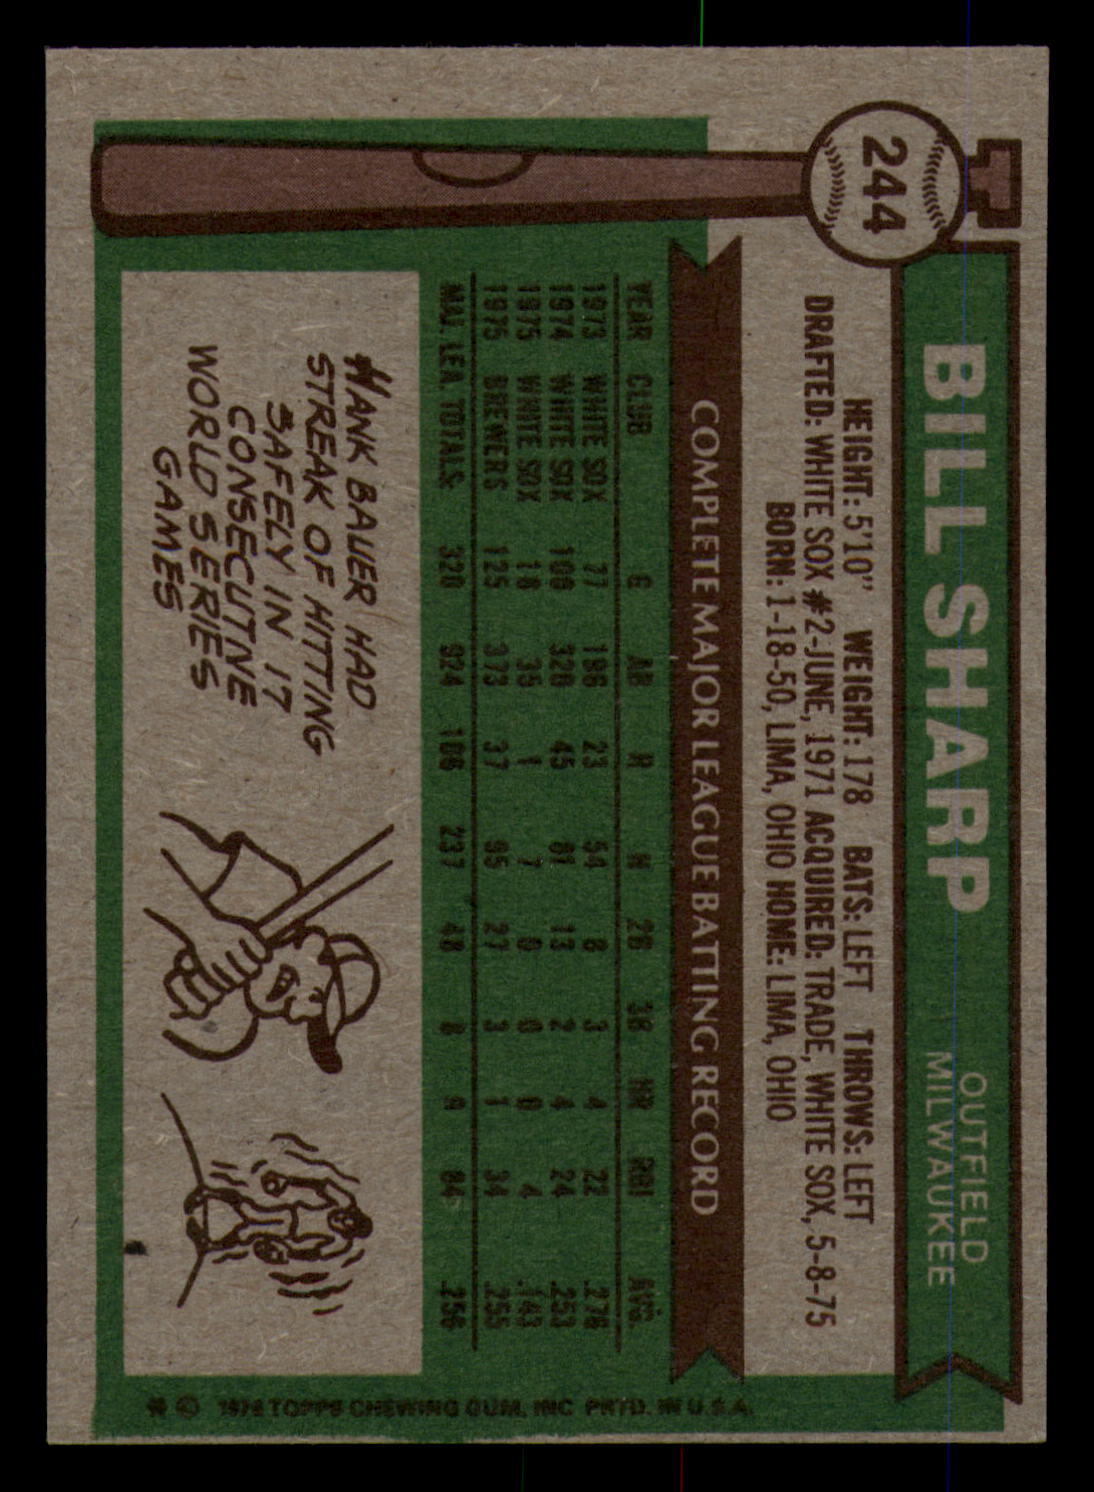 244
BILL SHARP
OUTFIELD
MILWAUKEE
HEIGHT: 5'10" WEIGHT: 178 BATS: LEFT THROWS: LEFT
DRAFTED: WHITE SOX #2-JUNE, 1971 ACQUIRED: TRADE, WHITE SOX, 5-8-75
BORN: 1-18-50, LIMA, OHIO HOME: LIMA, OHIO
COMPLETE MAJOR LEAGUE BATTING RECORD
YEAR CLUB G AB R H 2B 3B HR RBI AVG.
1973 WHITE SOX 77 196 23 54 8 3 4 22 .276
1974 WHITE SOX 100 320 45 81 13 2 4 24 .253
1975 WHITE SOX 18 35 1 7 0 0 0 4 .143
1975 BREWERS 125 373 37 95 27 3 1 34 .255
MAJ. LEA. TOTALS 320 924 106 237 48 8 9 84 .256
HANK BAUER HAD
STREAK OF HITTING
SAFELY IN 17
CONSECUTIVE
WORLD SERIES
GAMES
© 1976 TOPPS CHEWING GUM, INC PRTD. IN U.S.A.